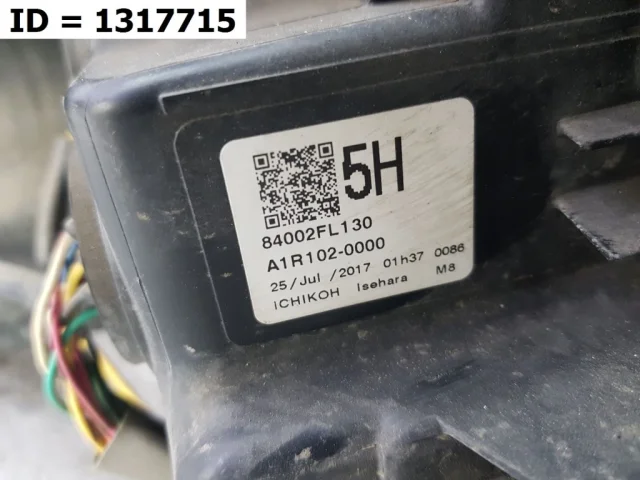 ID = 1317715
5H
84002FL130
A1R102-0000
25/Jul /2017 01h37 0086
ICHIKOH Isehara M8